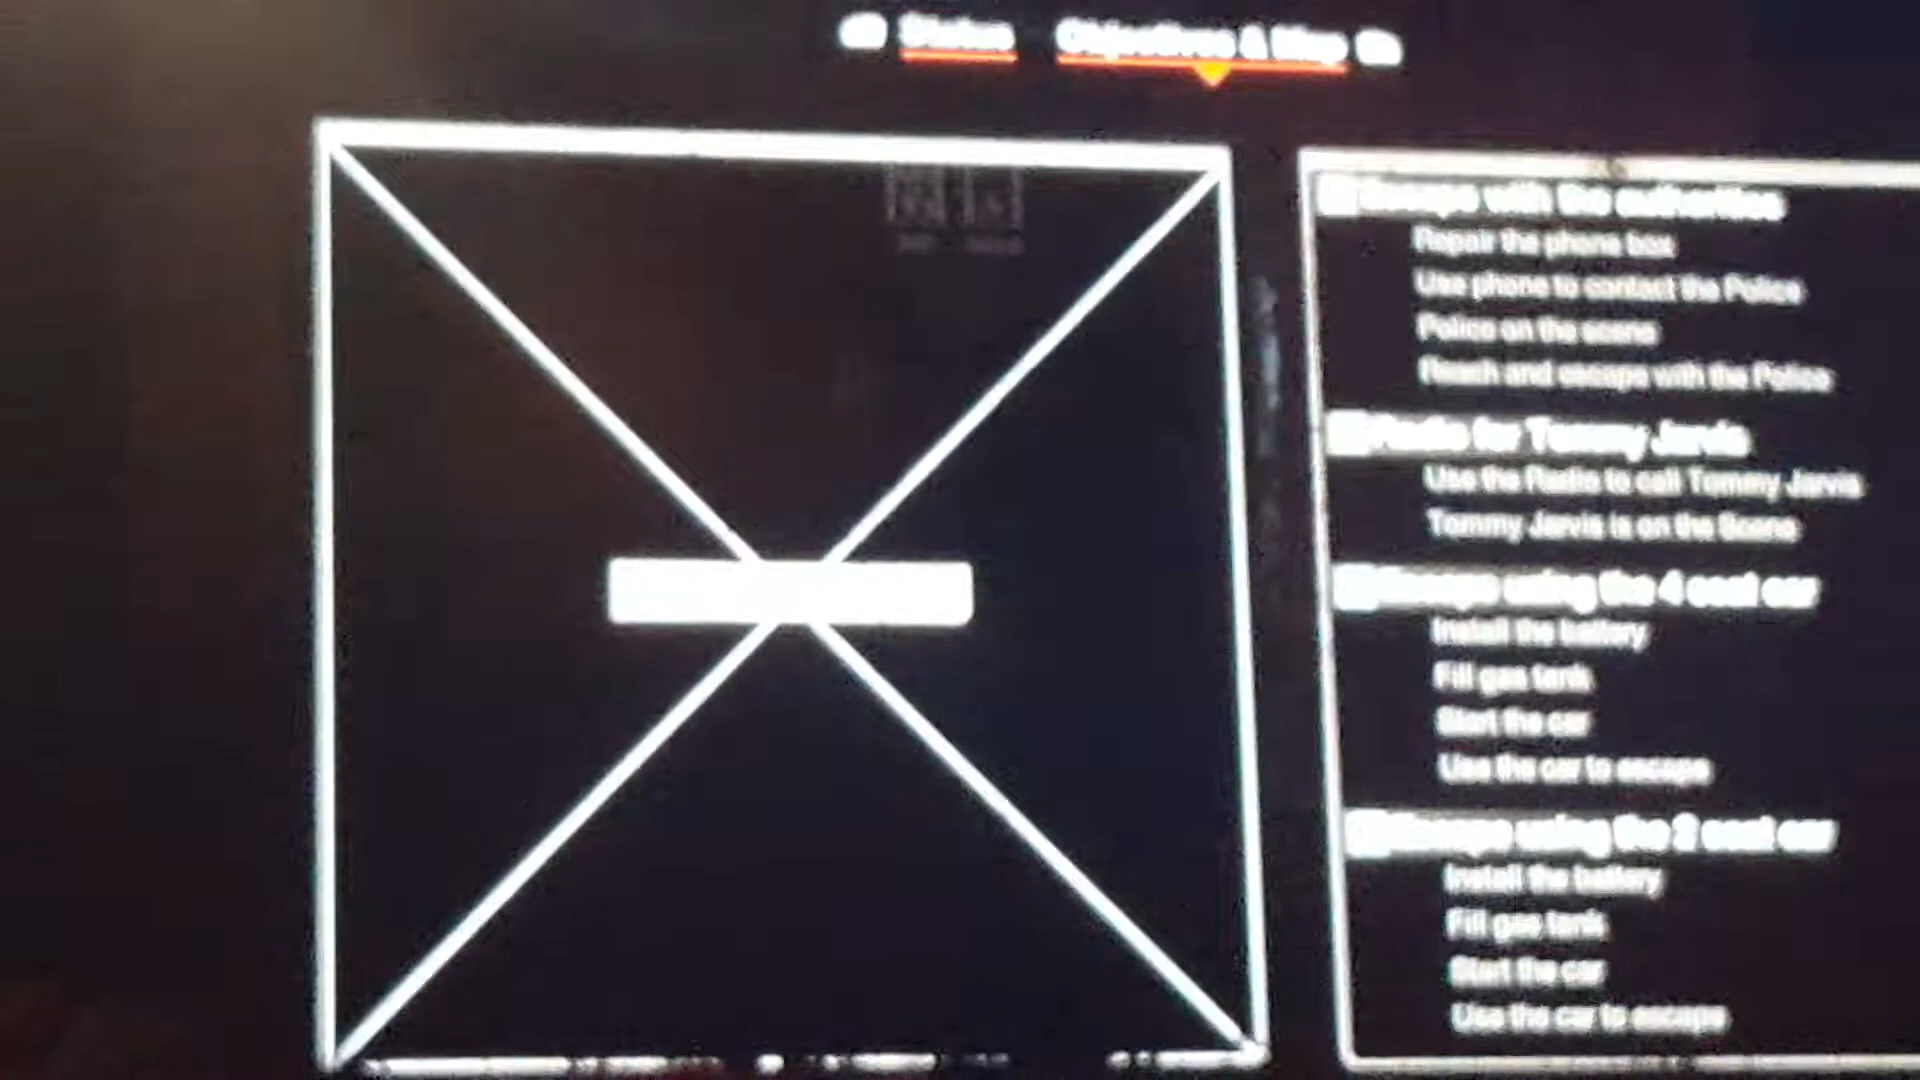 Status Objectives & Map
Escape with the authorities
Repair the phone box
Use phone to contact the Police
Police on the scene
Reach and escape with the Police
Radio for Tommy Jarvis
Use the Radio to call Tommy Jarvis
Tommy Jarvis is on the Scene
Escape using the 4 seat car
Install the battery
Fill gas tank
Start the car
Use the car to escape
Escape using the 2 seat car
Install the battery
Fill gas tank
Start the car
Use the car to escape